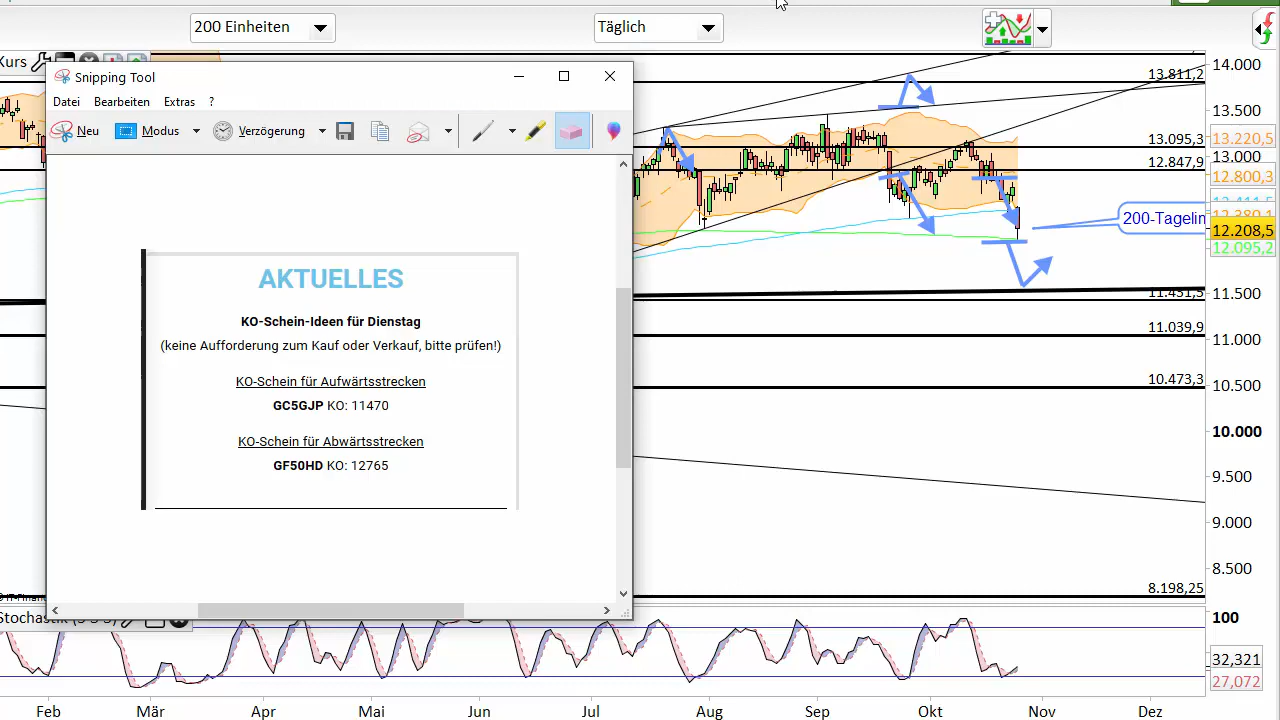 200 Einheiten
Täglich
Kurs
Snipping Tool
Datei Bearbeiten Extras ?
Neu Modus Verzögerung
AKTUELLES
KO-Schein-Ideen für Dienstag
(keine Aufforderung zum Kauf oder Verkauf, bitte prüfen!)
KO-Schein für Aufwärtsstrecken
GC5GJP KO: 11470
KO-Schein für Abwärtsstrecken
GF50HD KO: 12765
13.811,2
13.095,3
12.847,9
200-Tagelin
11.451,5
11.039,9
10.473,3
8.198,25
14.000
13.500
13.220,5
13.000
12.800,3
12.208,5
12.095,2
11.500
11.000
10.500
10.000
9.500
9.000
8.500
Stochastik
100
32,321
27,072
Feb Mär Apr Mai Jun Jul Aug Sep Okt Nov Dez